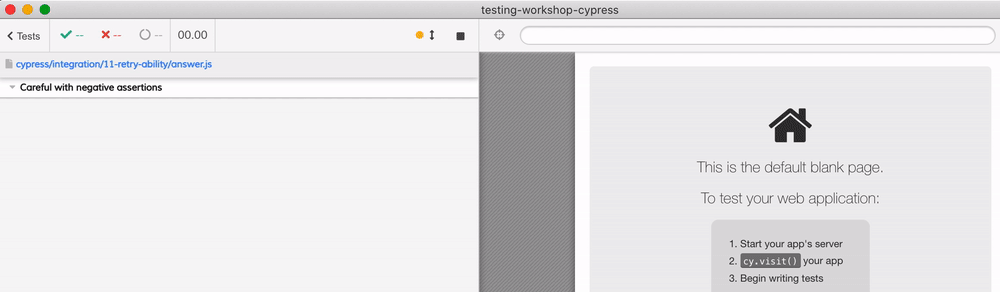 testing-workshop-cypress
Tests -- -- -- 00.00
cypress/integration/11-retry-ability/answer.js
Careful with negative assertions
This is the default blank page.
To test your web application:
1. Start your app's server
2. cy.visit() your app
3. Begin writing tests